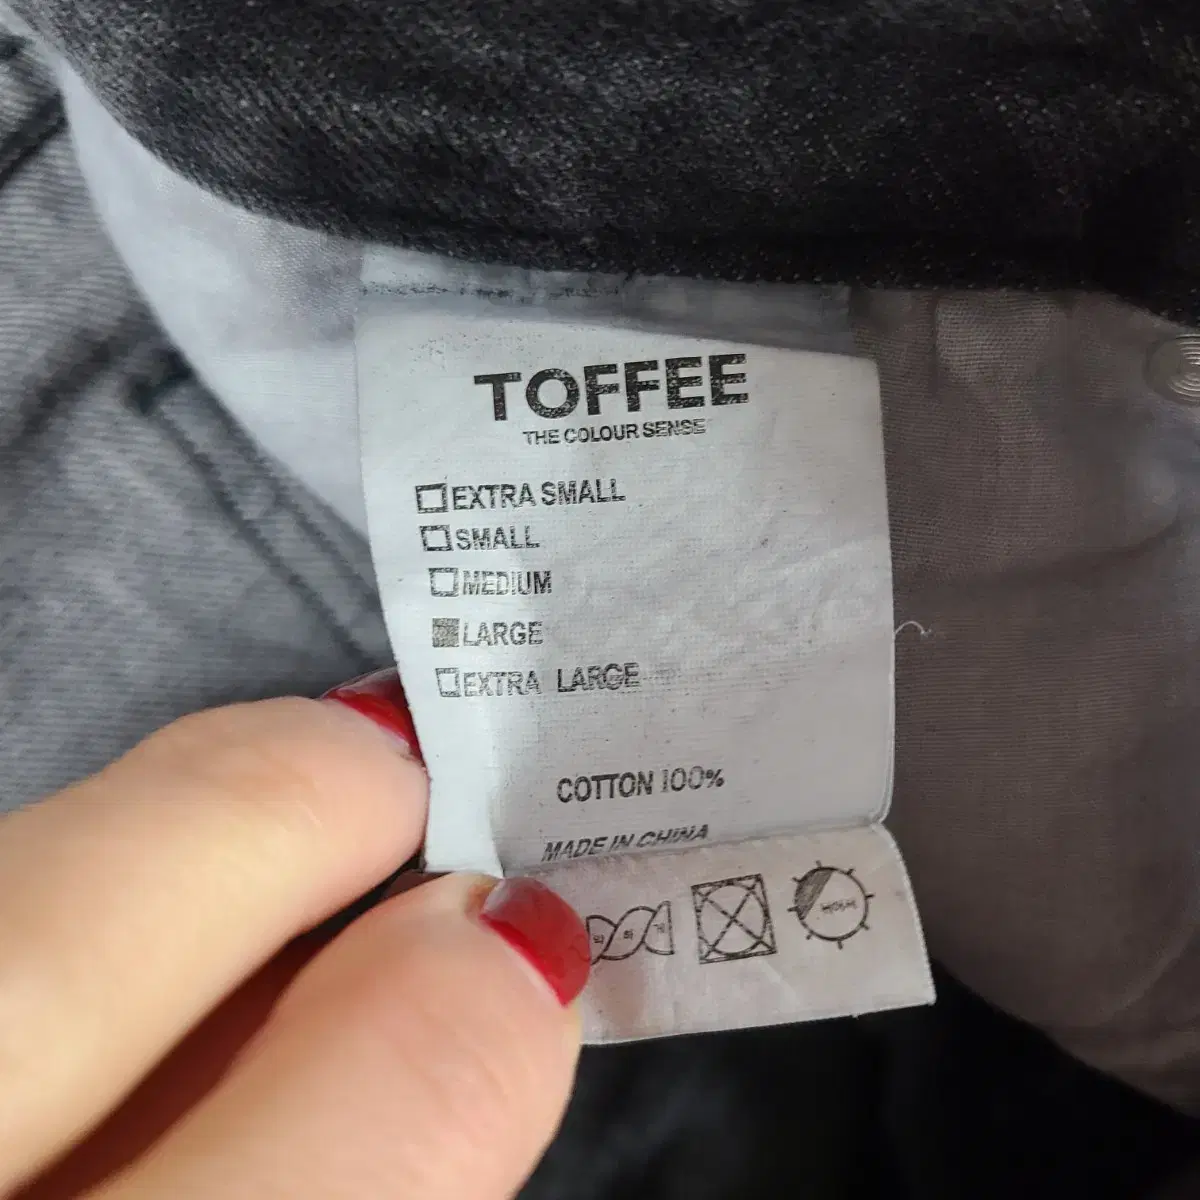 TOFFEE
THE COLOUR SENSE
EXTRA SMALL
SMALL
MEDIUM
LARGE
EXTRA LARGE
COTTON 100%
MADE IN CHINA